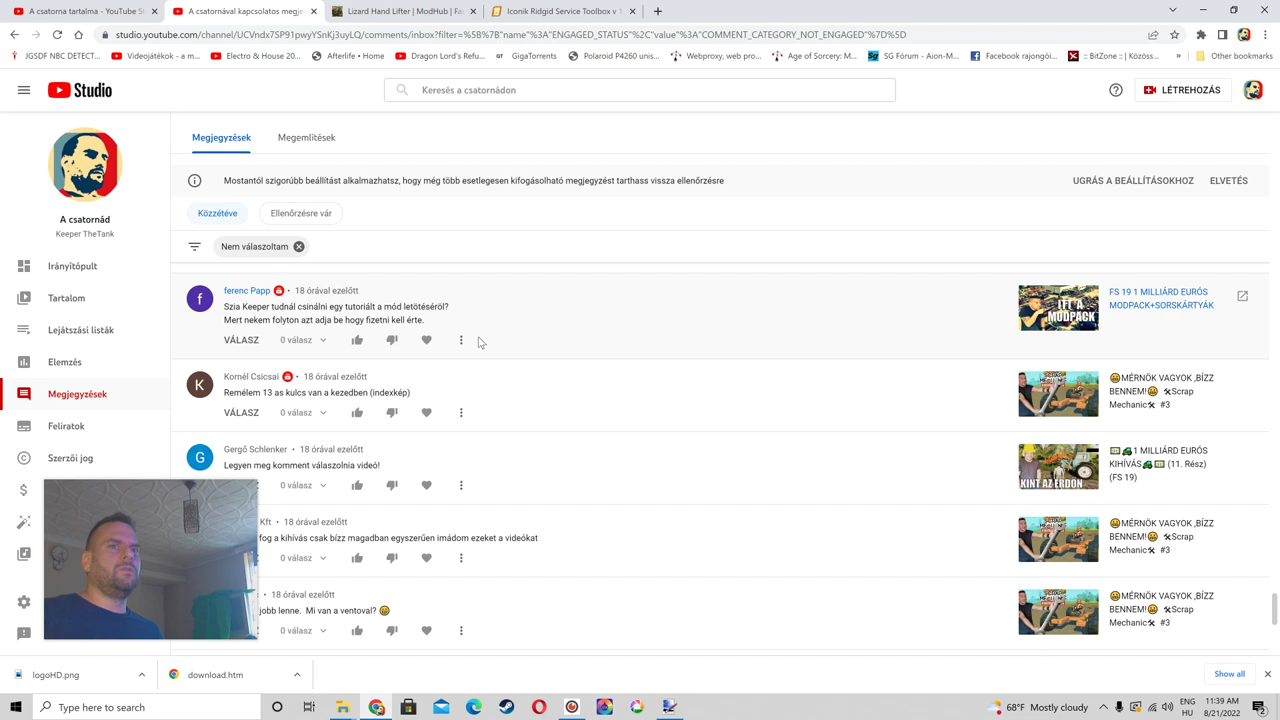 A csatorna tartalma - YouTube S
A csatornával kapcsolatos megje
Lizard Hand Lifter | ModHub | Fa
Iconik Ridgid Service Toolbox v 1
studio.youtube.com/channel/UCVndx7SP91pwyYSnKj3uyLQ/comments/inbox?filter=%5B%7B"name"%3A"ENGAGED_STATUS"%2C"value"%3A"COMMENT_CATEGORY_NOT_ENGAGED"%7D%5D
JGSDF NBC DETECT...
Videojátékok - a m...
Electro & House 20...
Afterlife • Home
Dragon Lord's Refu...
GigaTorrents
Polaroid P4260 unis...
Webproxy, web pro...
Age of Sorcery: M...
SG Fórum - Aion-M...
Facebook rajongói...
:: BitZone :: | Közöss...
»
Other bookmarks
Studio
Keresés a csatornádon
LÉTREHOZÁS
Megjegyzések
Megemlítések
Mostantól szigorúbb beállítást alkalmazhatsz, hogy még több esetlegesen kifogásolható megjegyzést tarthass vissza ellenőrzésre
UGRÁS A BEÁLLÍTÁSOKHOZ
ELVETÉS
Közzétéve
Ellenőrzésre vár
Nem válaszoltam
A csatornád
Keeper TheTank
Irányítópult
Tartalom
Lejátszási listák
Elemzés
Megjegyzések
Feliratok
Szerzői jog
f
ferenc Papp • 18 órával ezelőtt
Szia Keeper tudnál csinálni egy tutoriált a mód letötéséröl?
Mert nekem folyton azt adja be hogy fizetni kell érte.
VÁLASZ 0 válasz
ITT A
MODPACK
FS 19 1 MILLIÁRD EURÓS
MODPACK+SORSKÁRTYÁK
K
Kornél Csicsai • 18 órával ezelőtt
Remélem 13 as kulcs van a kezedben (indexkép)
VÁLASZ 0 válasz
😀MÉRNÖK VAGYOK ,BÍZZ
BENNEM!😀 🛠Scrap
Mechanic🛠 #3
G
Gergő Schlenker • 18 órával ezelőtt
Legyen meg komment válaszolnia videó!
0 válasz
KINT AZ ERDŐN
💵🚜1 MILLIÁRD EURÓS
KIHÍVÁS🚜💵 (11. Rész)
(FS 19)
Kft • 18 órával ezelőtt
fog a kihívás csak bízz magadban egyszerűen imádom ezeket a videókat
0 válasz
😀MÉRNÖK VAGYOK ,BÍZZ
BENNEM!😀 🛠Scrap
Mechanic🛠 #3
• 18 órával ezelőtt
jobb lenne. Mi van a ventoval? 😀
0 válasz
😀MÉRNÖK VAGYOK ,BÍZZ
BENNEM!😀 🛠Scrap
Mechanic🛠 #3
logoHD.png
download.htm
Show all
Type here to search
68°F Mostly cloudy
ENG
HU
11:39 AM
8/21/2022
2